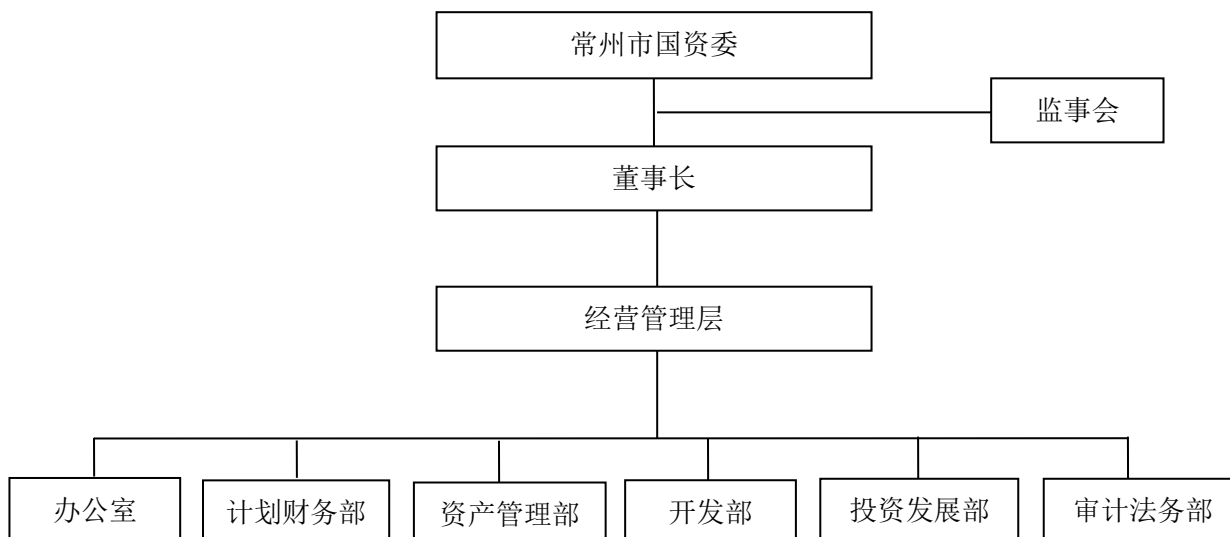 常州市国资委
监事会
董事长
经营管理层
办公室
计划财务部
资产管理部
开发部
投资发展部
审计法务部